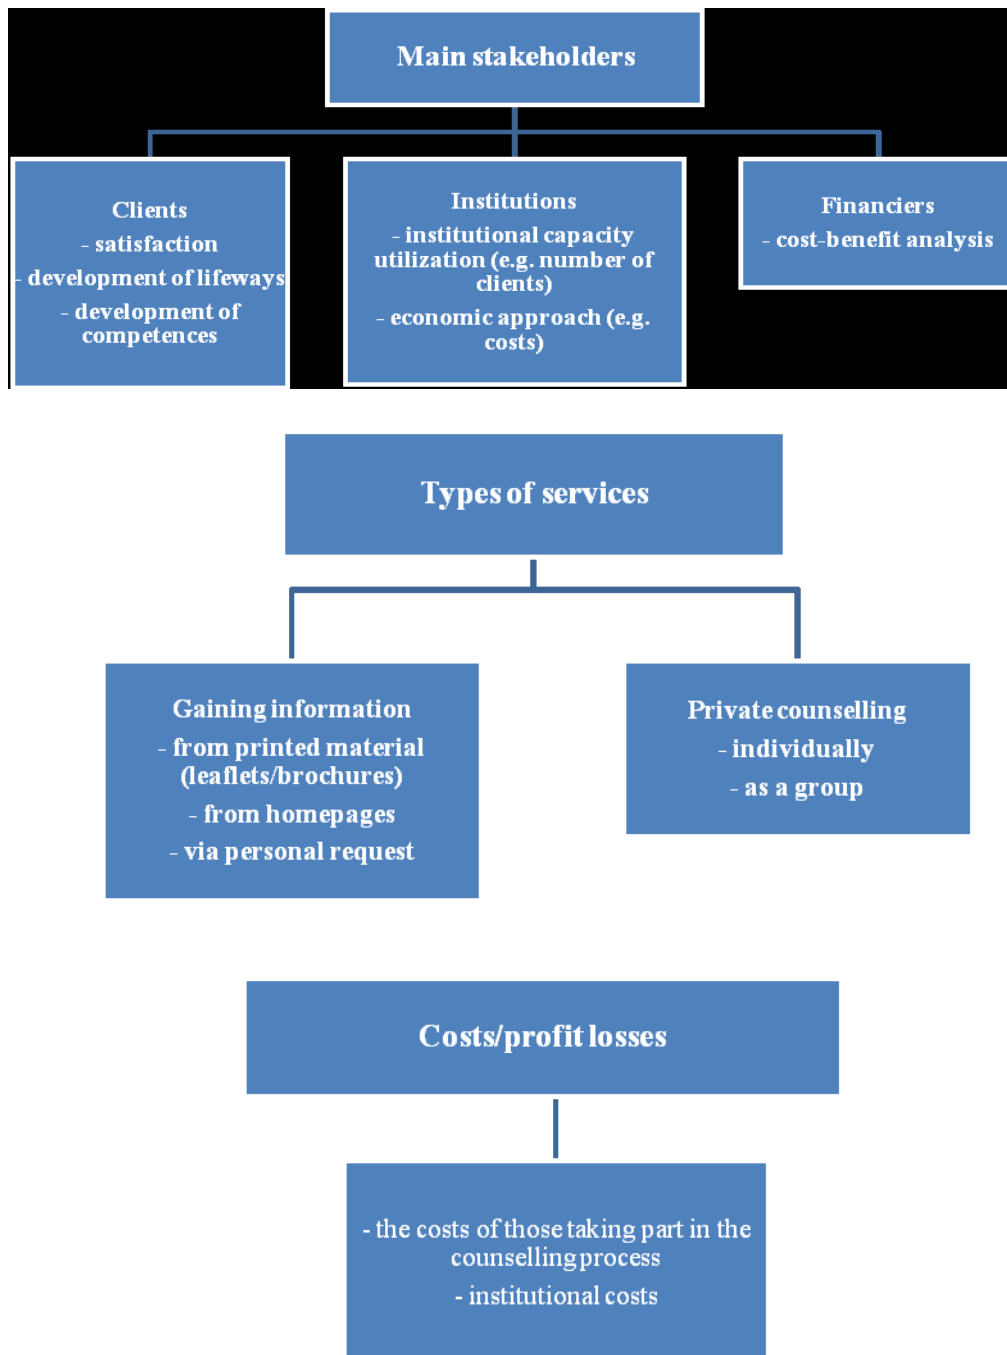 Main stakeholders
Clients
- satisfaction
- development of lifeways
- development of
competences
Institutions
- institutional capacity
utilization (e.g. number of
clients)
- economic approach (e.g.
costs)
Financiers
- cost-benefit analysis
Types of services
Gaining information
- from printed material
(leaflets/brochures)
- from homepages
- via personal request
Private counselling
- individually
- as a group
Costs/profit losses
- the costs of those taking part in the
counselling process
- institutional costs